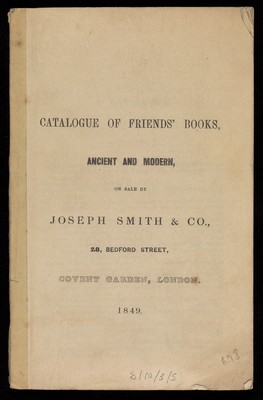 CATALOGUE OF FRIENDS' BOOKS,
ANCIENT AND MODERN,
ON SALE BY
JOSEPH SMITH & CO.,
28, BEDFORD STREET,
COVENT GARDEN, LONDON.
1849.